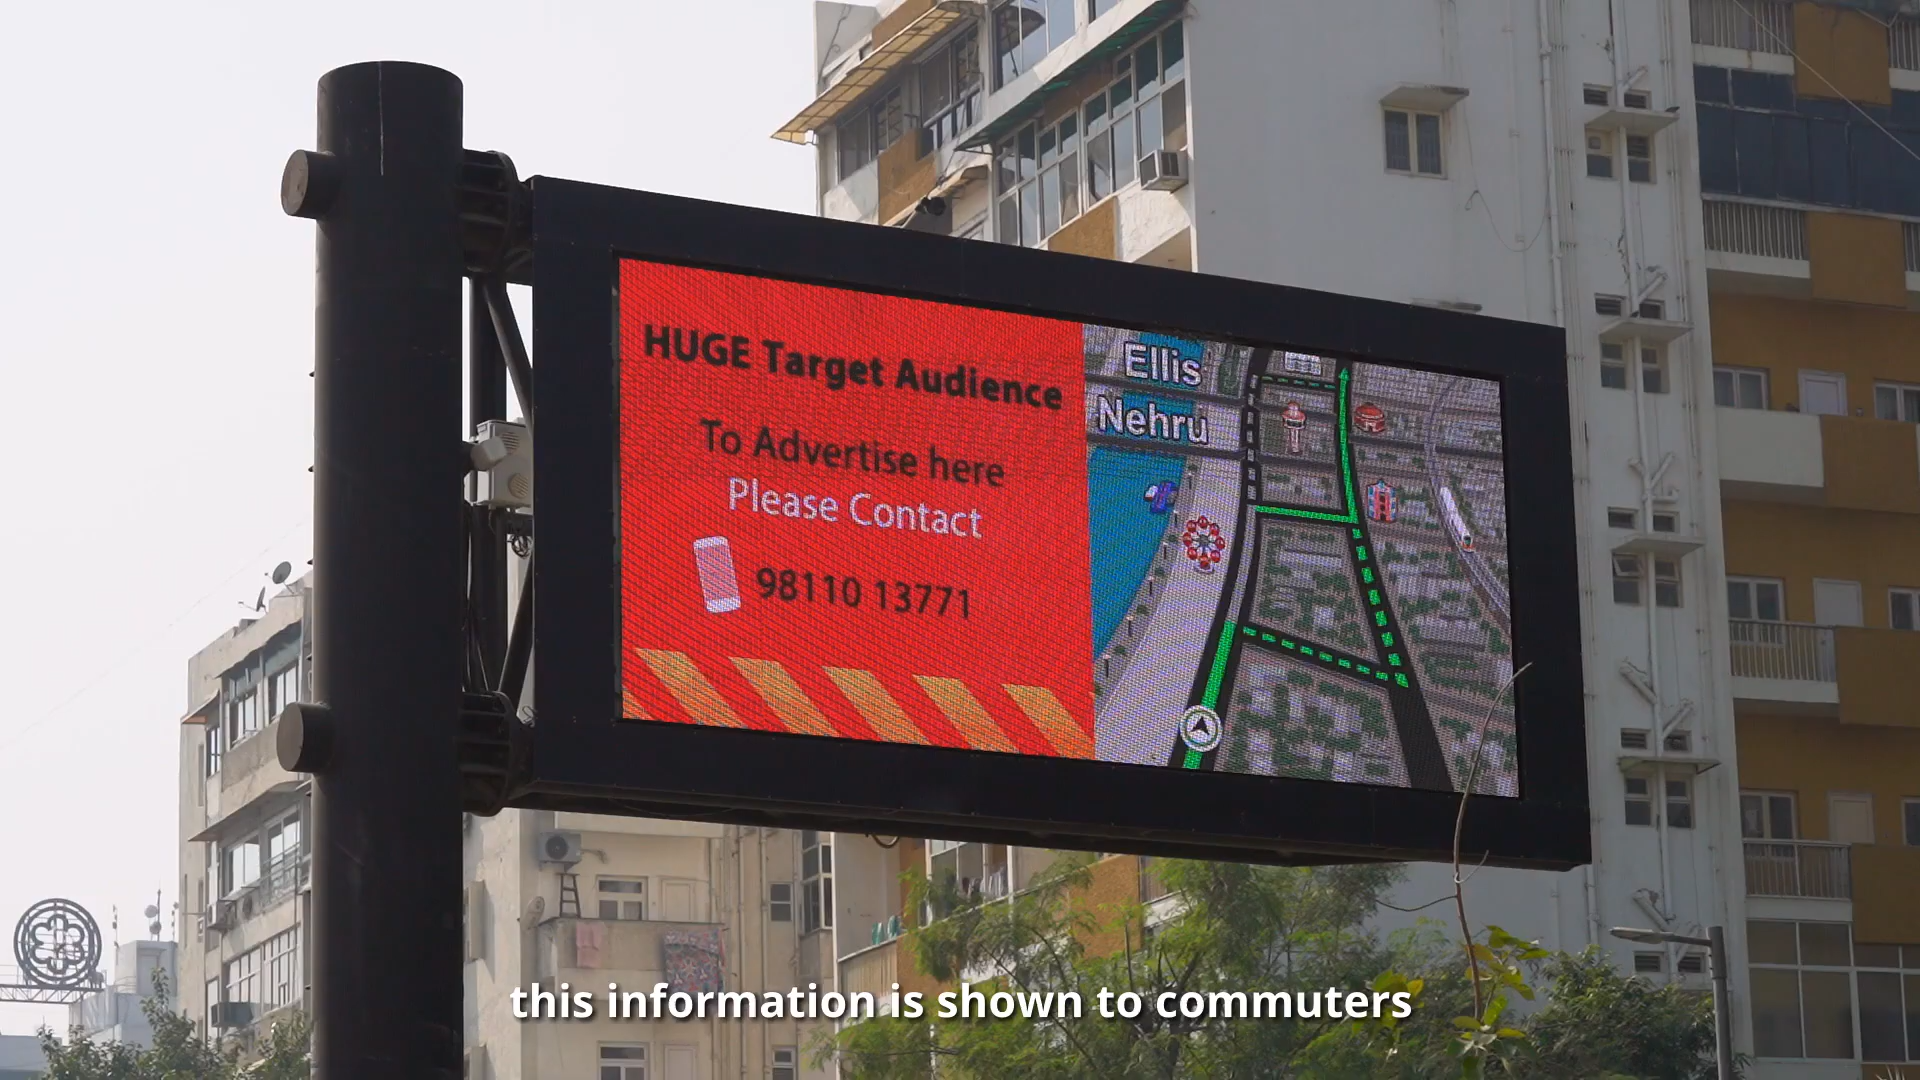 HUGE Target Audience
To Advertise here
Please Contact
98110 13771
Ellis
Nehru
this information is shown to commuters